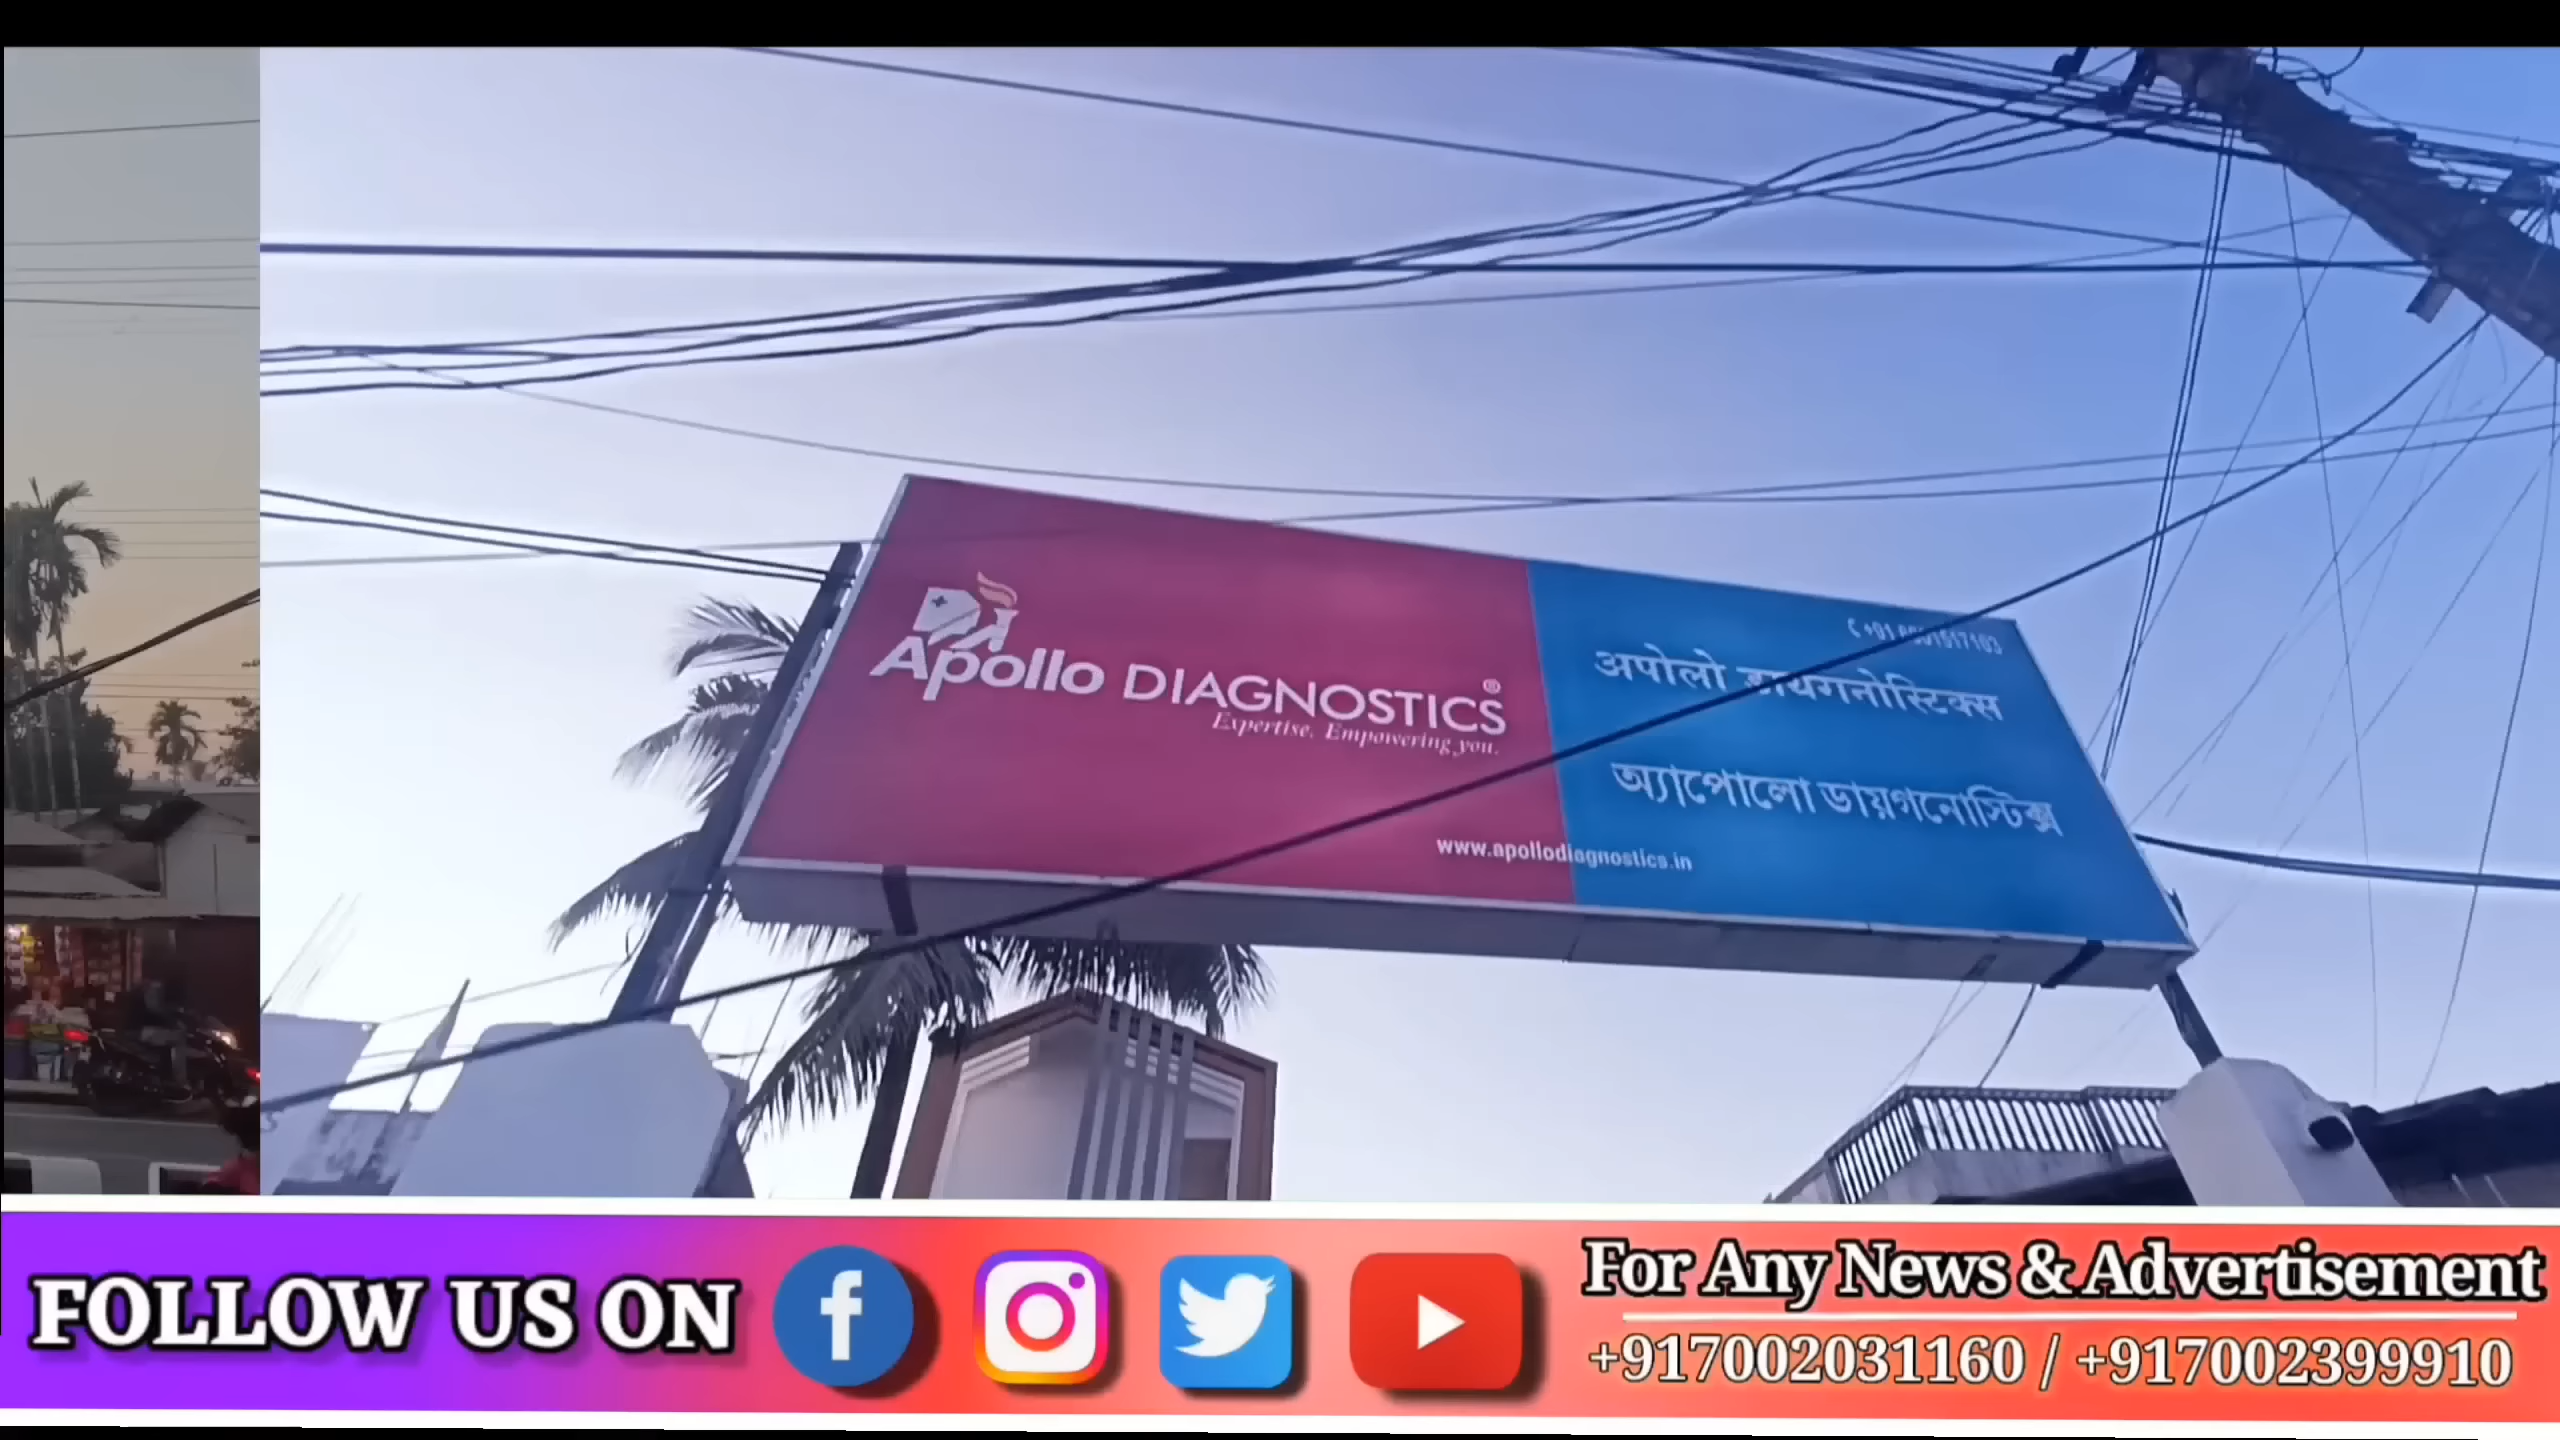 Apollo DIAGNOSTICS®
Expertise. Empowering you.
+91
अपोलो डायगनोस्टिक्स
অ্যাপোলো ডায়গনোস্টিক্স
www.apollodiagnostics.in
FOLLOW US ON
For Any News & Advertisement
+917002031160 / +917002399910